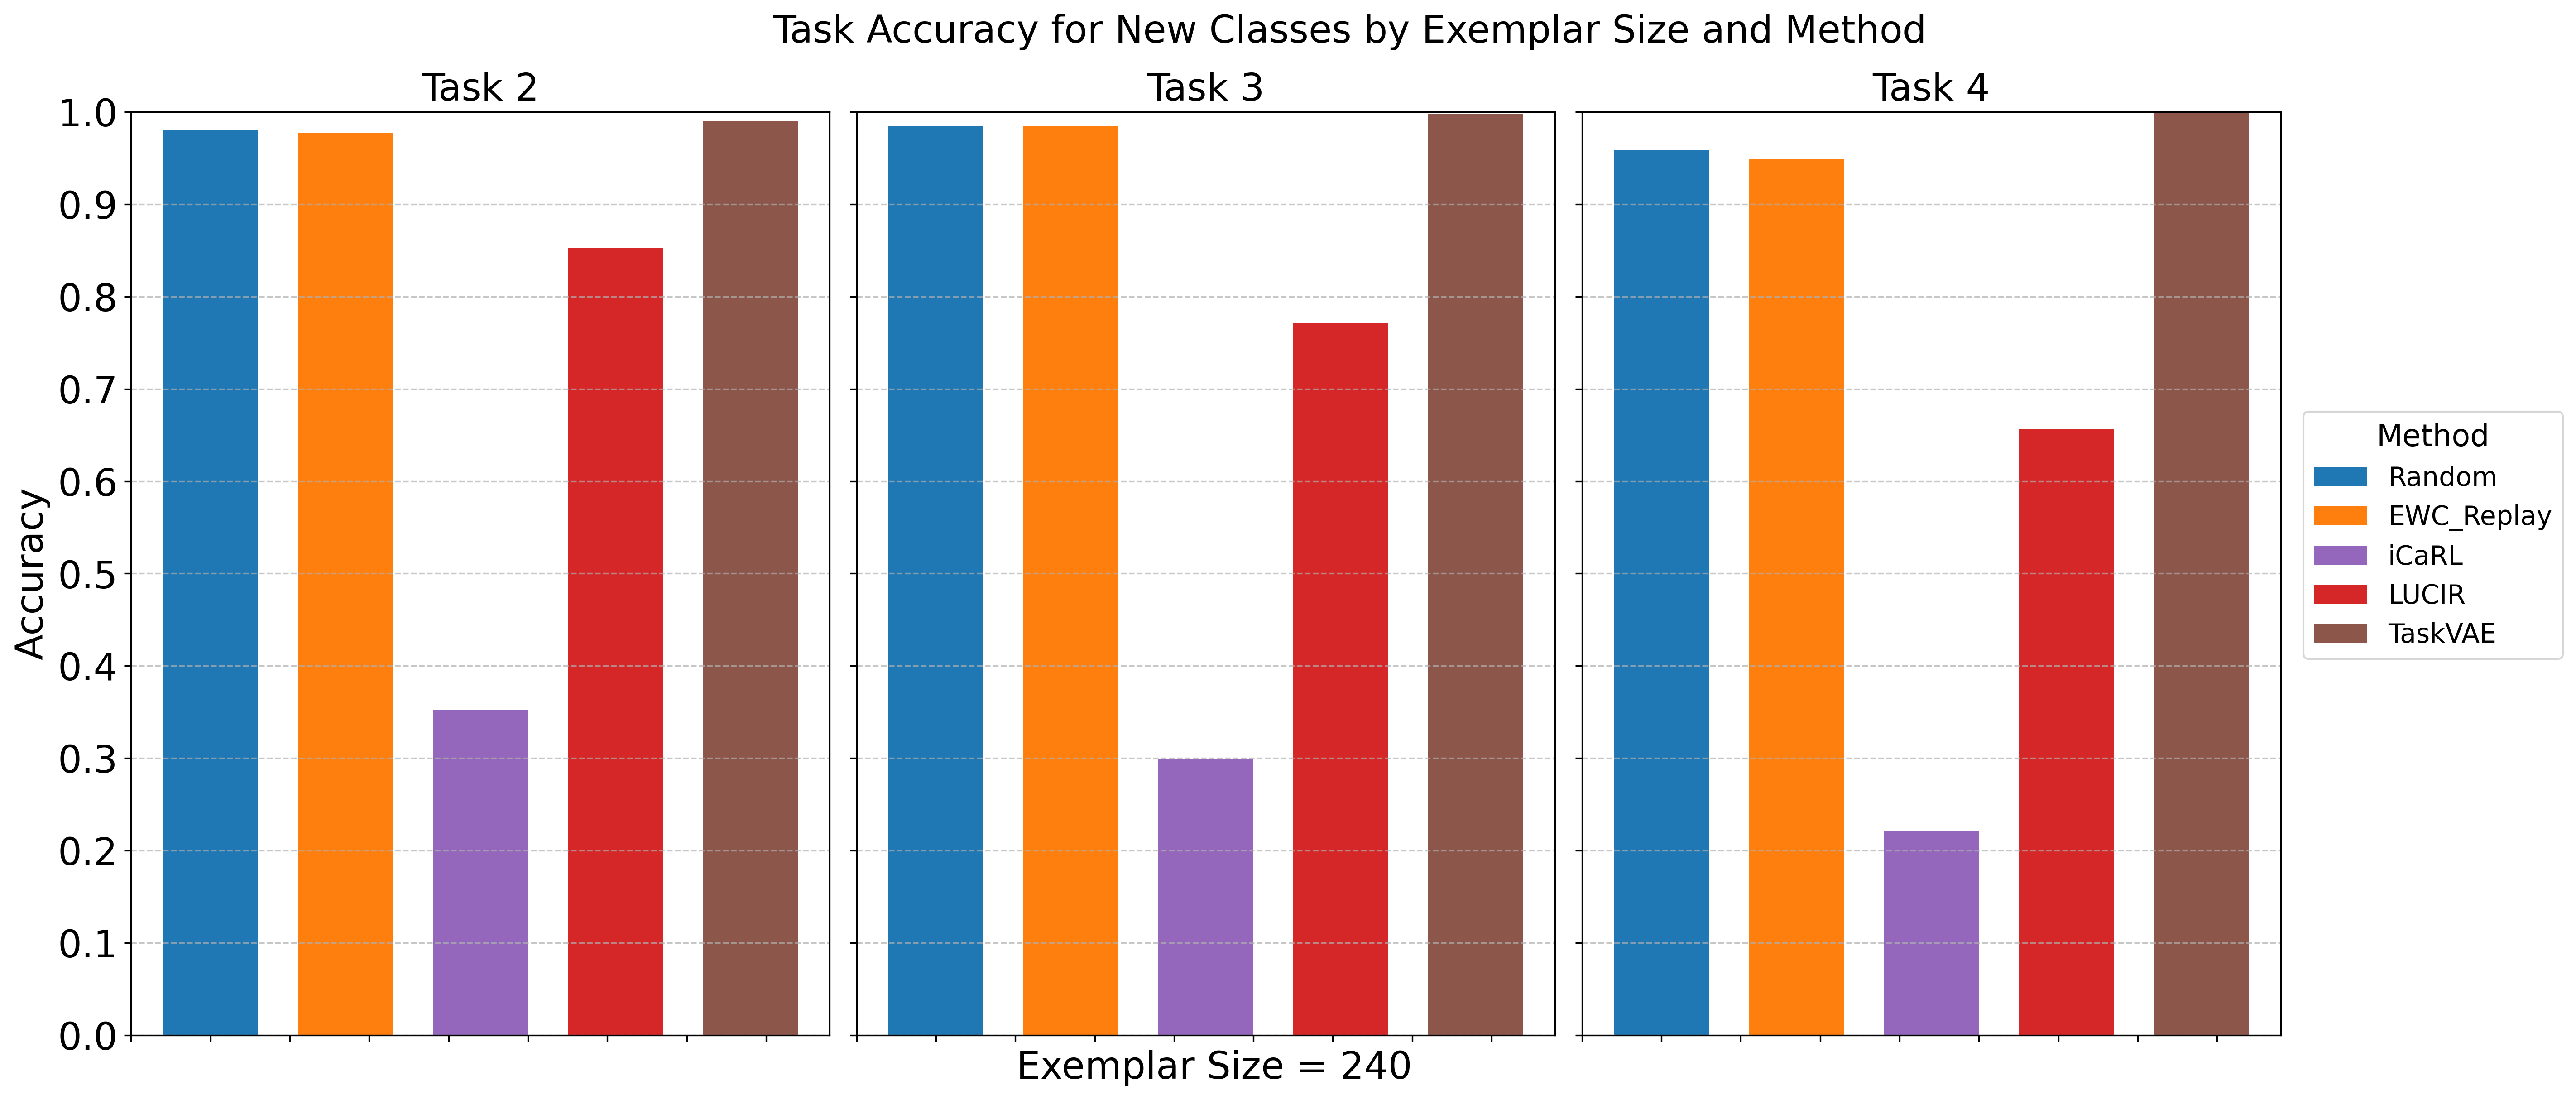 Task Accuracy for New Classes by Exemplar Size and Method
Task 2
Task 3
Task 4
1.0
0.9
0.8
0.7
0.6
0.5
0.4
0.3
0.2
0.1
0.0
Accuracy
Exemplar Size = 240
Method
Random
EWC_Replay
iCaRL
LUCIR
TaskVAE